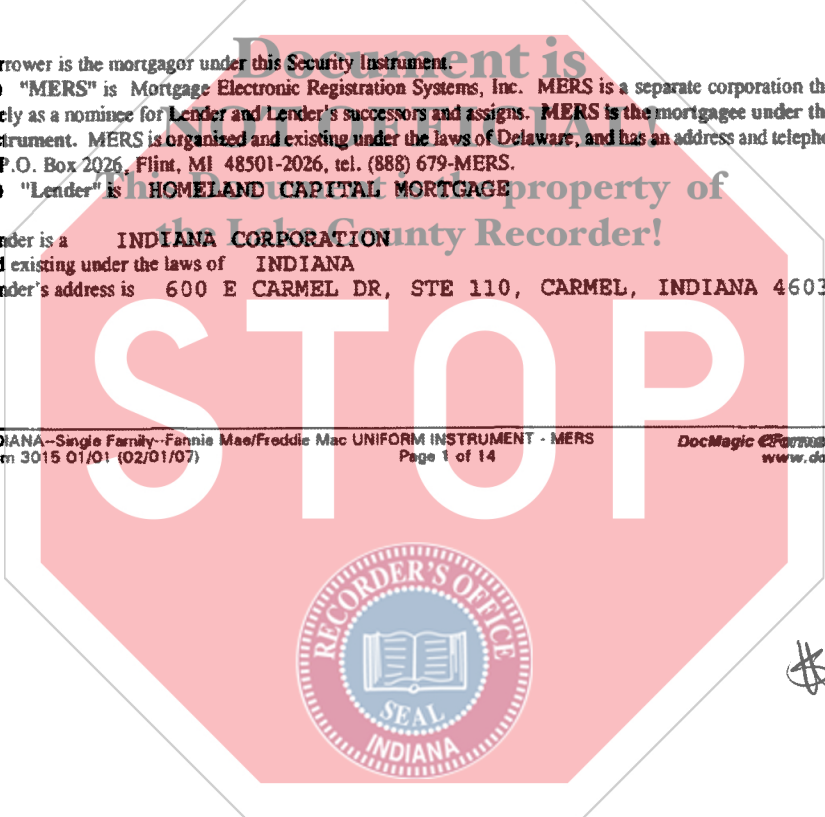 Document is
rrower is the mortgagor under this Security Instrument.
"MERS" is Mortgage Electronic Registration Systems, Inc. MERS is a separate corporation th
ely as a nominee for Lender and Lender's successors and assigns. MERS is the mortgagee under th
NOT OFFICIAL!
trument. MERS is organized and existing under the laws of Delaware, and has an address and telepho
P.O. Box 2026, Flint, MI 48501-2026, tel. (888) 679-MERS.
This Document is the property of
"Lender" is HOMELAND CAPITAL MORTGAGE
the Lake County Recorder!
nder is a INDIANA CORPORATION
existing under the laws of INDIANA
nder's address is 600 E CARMEL DR, STE 110, CARMEL, INDIANA 4603
STOP
DIANA--Single Family--Fannie Mae/Freddie Mac UNIFORM INSTRUMENT - MERS
DocMagic
m 3015 01/01 (02/01/07)
Page 1 of 14
www.do
RECORDER'S OFFICE
SEAL
INDIANA